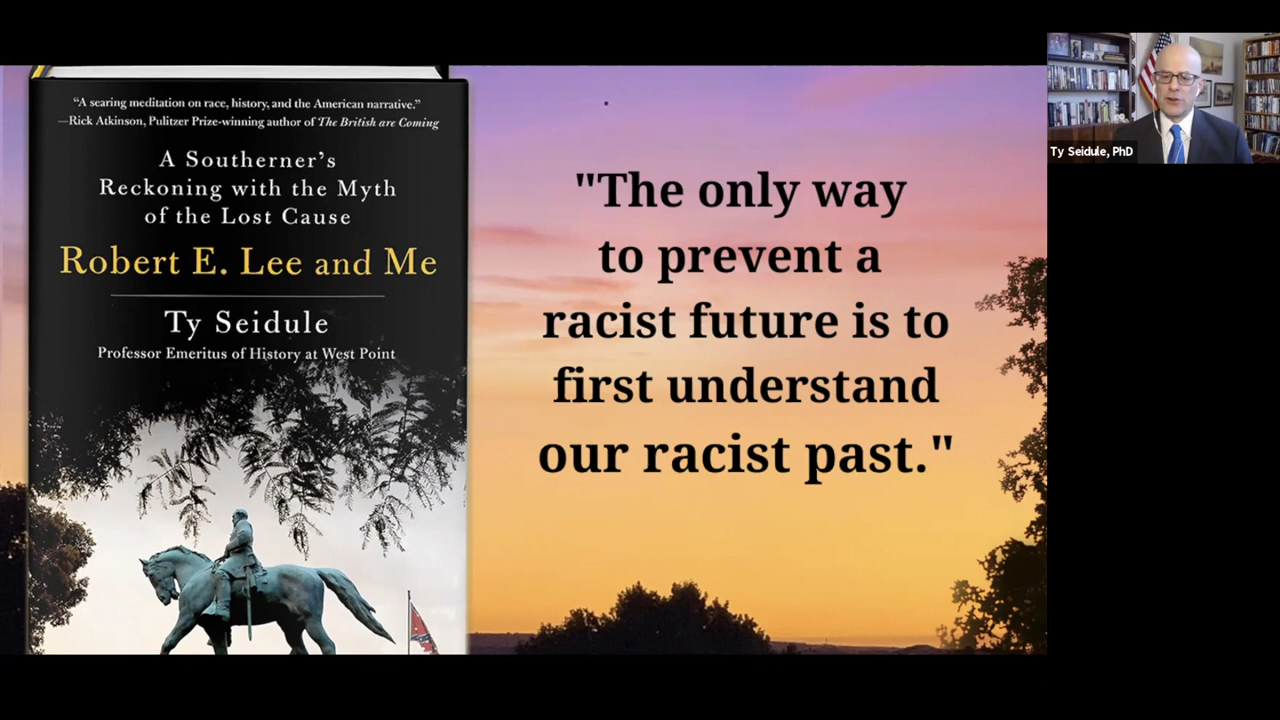 "A searing meditation on race, history, and the American narrative."
—Rick Atkinson, Pulitzer Prize-winning author of The British are Coming
A Southerner's
Reckoning with the Myth
of the Lost Cause
Robert E. Lee and Me
Ty Seidule
Professor Emeritus of History at West Point
"The only way
to prevent a
racist future is to
first understand
our racist past."
Ty Seidule, PhD